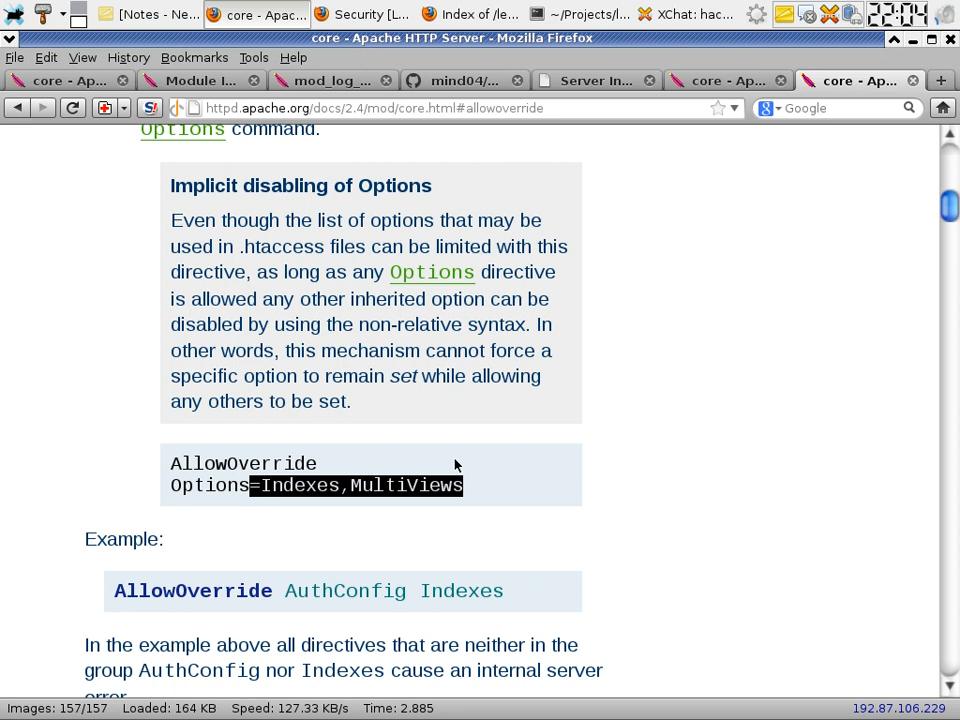 [Notes - Ne...
core - Apac...
Security [L...
Index of /le...
~/Projects/l...
XChat: hac...
22:04
core - Apache HTTP Server - Mozilla Firefox
File Edit View History Bookmarks Tools Help
core - Ap...
Module I...
mod_log_...
mind04/...
Server In...
core - Ap...
core - Ap...
httpd.apache.org/docs/2.4/mod/core.html#allowoverride
Google
Options command.
Implicit disabling of Options
Even though the list of options that may be
used in .htaccess files can be limited with this
directive, as long as any Options directive
is allowed any other inherited option can be
disabled by using the non-relative syntax. In
other words, this mechanism cannot force a
specific option to remain set while allowing
any others to be set.
AllowOverride
Options=Indexes,MultiViews
Example:
AllowOverride AuthConfig Indexes
In the example above all directives that are neither in the
group AuthConfig nor Indexes cause an internal server
error.
Images: 157/157 Loaded: 164 KB Speed: 127.33 KB/s Time: 2.885 192.87.106.229